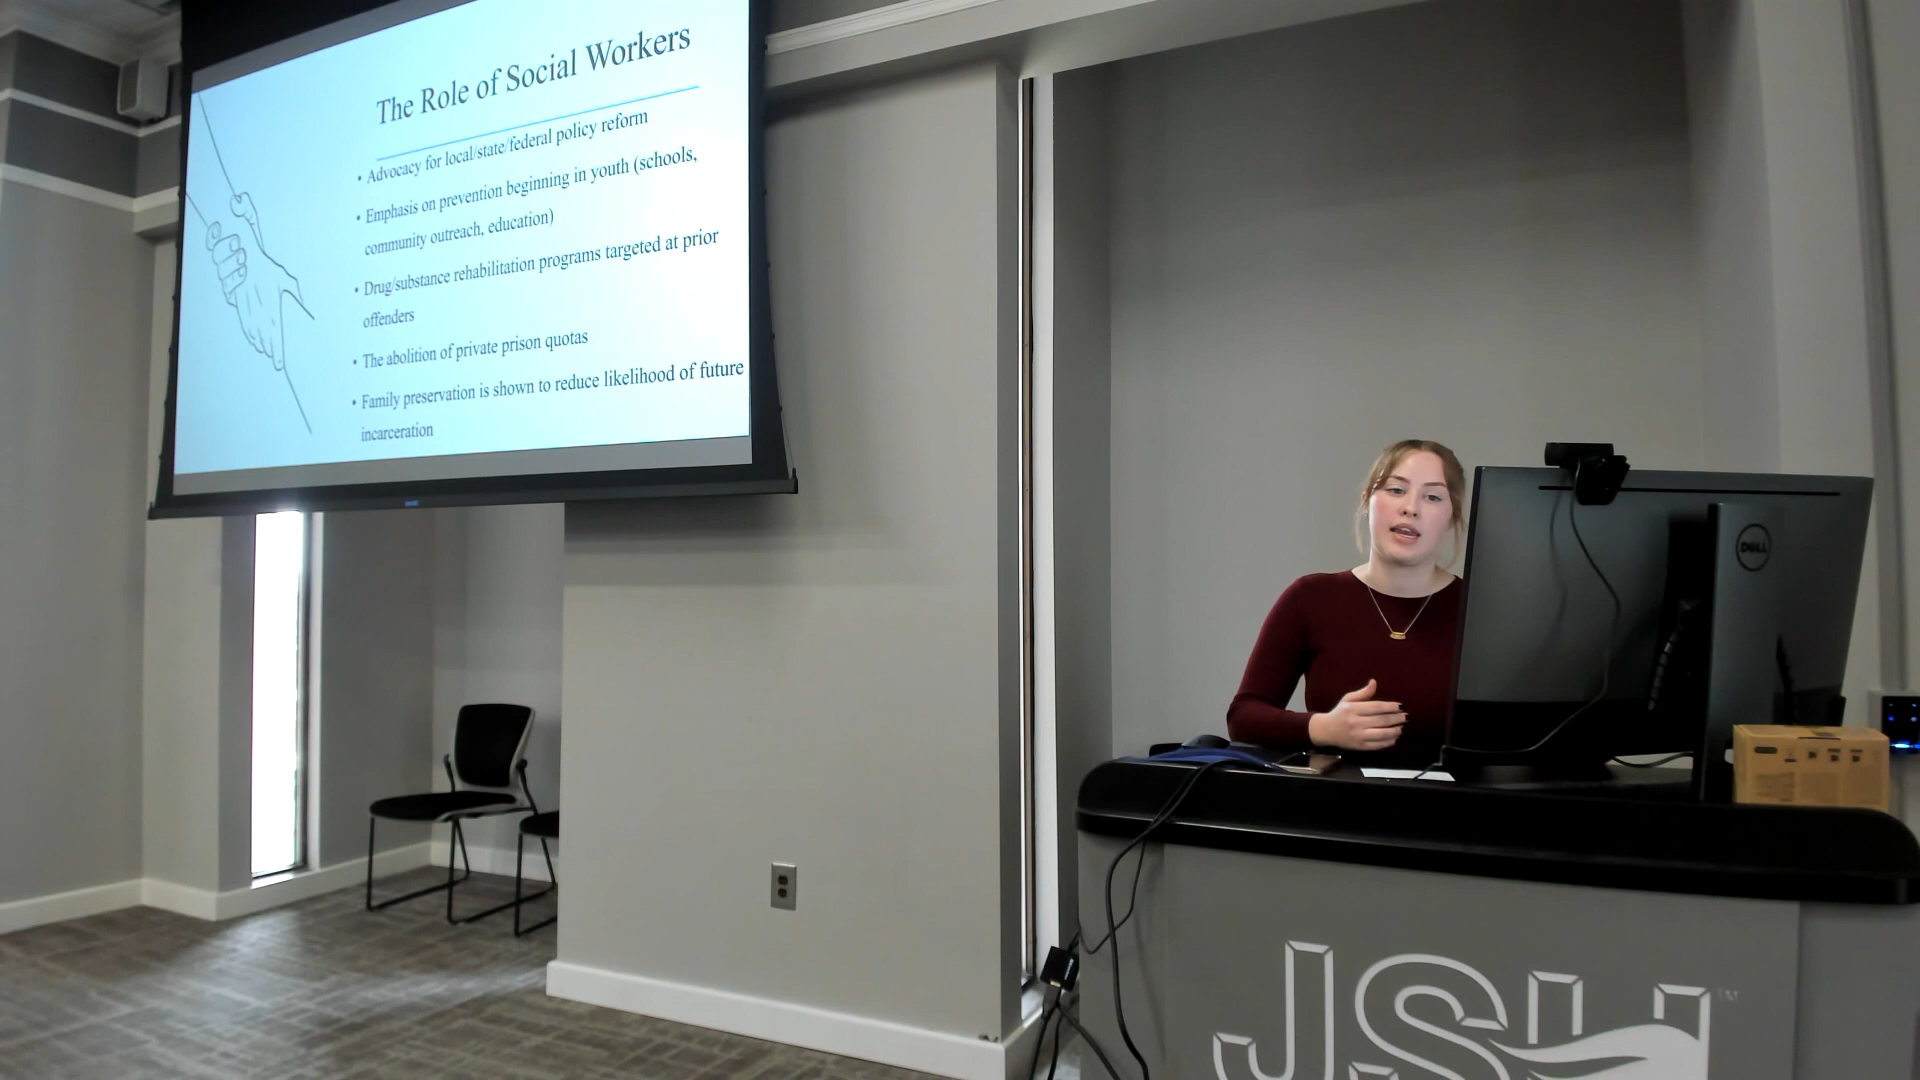 The Role of Social Workers
• Advocacy for local/state/federal policy reform
• Emphasis on prevention beginning in youth (schools,
community outreach, education)
• Drug/substance rehabilitation programs targeted at prior
offenders
• The abolition of private prison quotas
• Family preservation is shown to reduce likelihood of future
incarceration
DELL
JSU